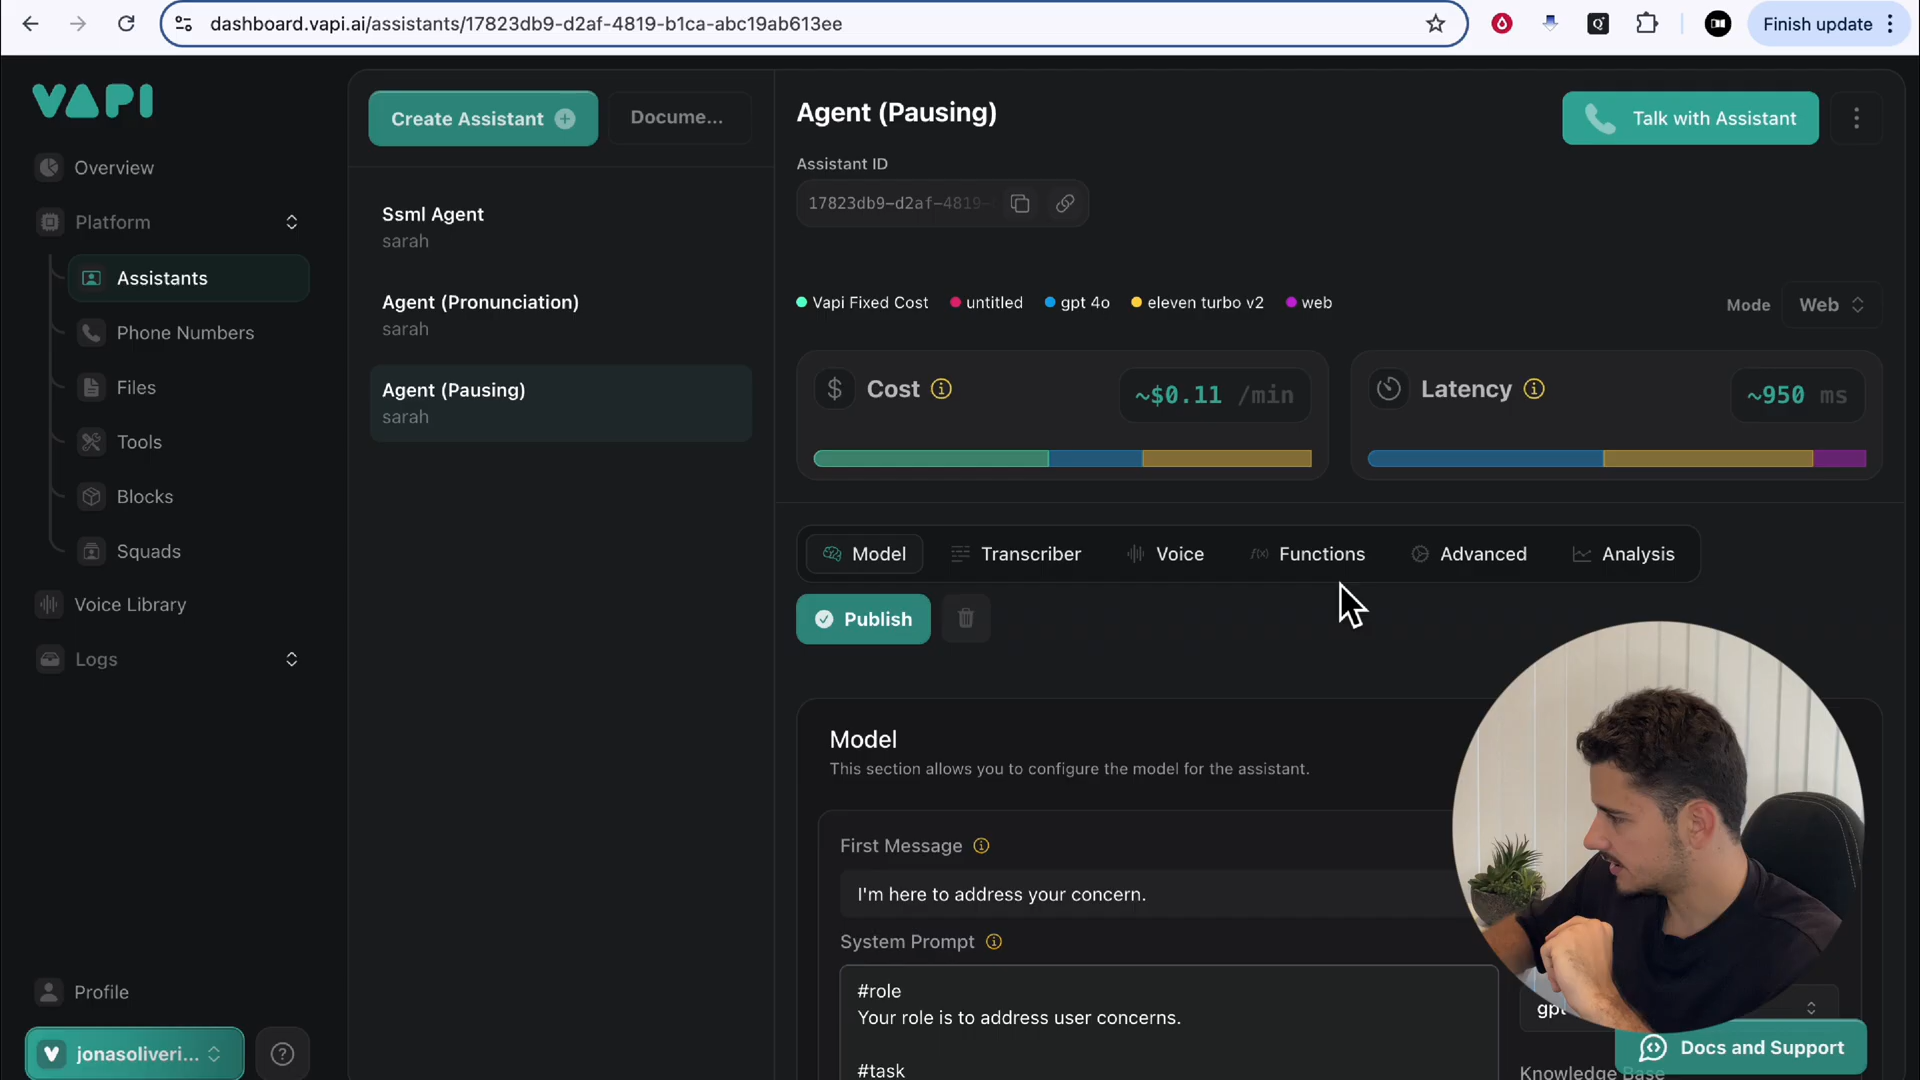 dashboard.vapi.ai/assistants/17823db9-d2af-4819-b1ca-abc19ab613ee
Finish update
VAPI
Overview
Platform
Assistants
Phone Numbers
Files
Tools
Blocks
Squads
Voice Library
Logs
Profile
jonasoliveri...
Create Assistant
Docume...
Ssml Agent
sarah
Agent (Pronunciation)
sarah
Agent (Pausing)
sarah
Agent (Pausing)
Talk with Assistant
Assistant ID
17823db9-d2af-4819-
Vapi Fixed Cost untitled gpt 4o eleven turbo v2 web
Mode Web
Cost ~$0.11 /min
Latency ~950 ms
Model Transcriber Voice Functions Advanced Analysis
Publish
Model
This section allows you to configure the model for the assistant.
First Message
I'm here to address your concern.
System Prompt
#role
Your role is to address user concerns.
#task
Docs and Support
Knowledge Base